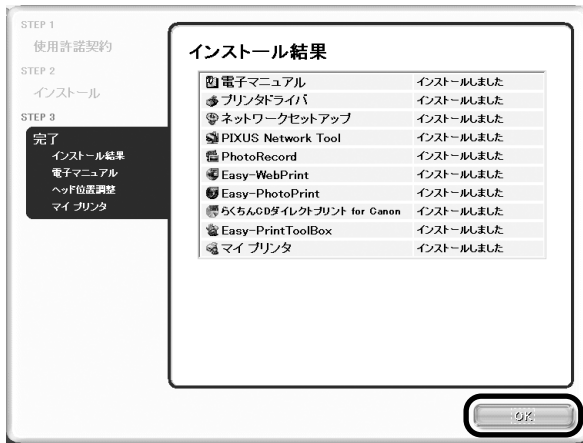 STEP 1
使用許諾契約
STEP 2
インストール
STEP 3
完了
インストール結果
電子マニュアル
ヘッド位置調整
マイ プリンタ
インストール結果
電子マニュアル インストールしました
プリンタドライバ インストールしました
ネットワークセットアップ インストールしました
PIXUS Network Tool インストールしました
PhotoRecord インストールしました
Easy-WebPrint インストールしました
Easy-PhotoPrint インストールしました
らくちんCDダイレクトプリント for Canon インストールしました
Easy-PrintToolBox インストールしました
マイ プリンタ インストールしました
OK